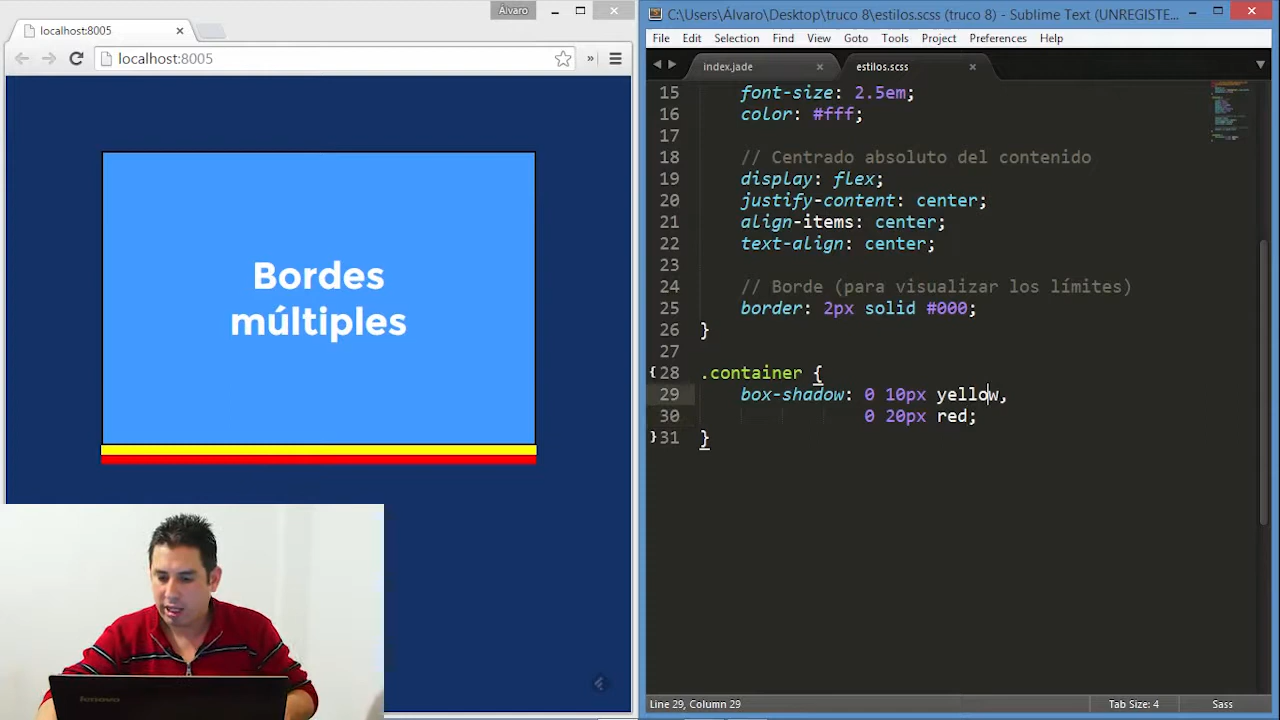 Álvaro
localhost:8005
localhost:8005
»
Bordes
múltiples
lenovo
C:\Users\Álvaro\Desktop\truco 8\estilos.scss (truco 8) - Sublime Text (UNREGISTE...
File Edit Selection Find View Goto Tools Project Preferences Help
index.jade estilos.scss
15 font-size: 2.5em;
16 color: #fff;
17
18 // Centrado absoluto del contenido
19 display: flex;
20 justify-content: center;
21 align-items: center;
22 text-align: center;
23
24 // Borde (para visualizar los límites)
25 border: 2px solid #000;
26 }
27
{ 28 .container {
29 box-shadow: 0 10px yellow,
30 0 20px red;
} 31 }
Line 29, Column 29
Tab Size: 4
Sass